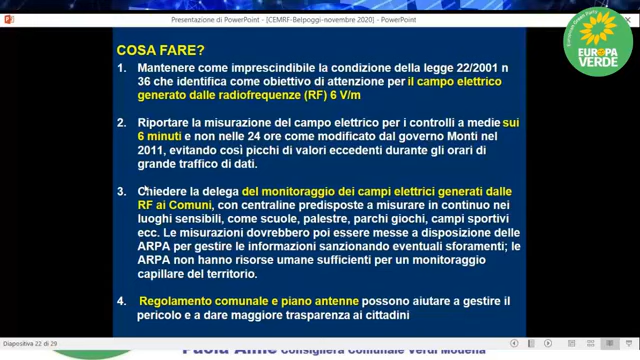 Presentazione di PowerPoint - [CEMRF-Belpoggi-novembre 2020] - PowerPoint
European Green Party
EUROPA
VERDE
COSA FARE?
1. Mantenere come imprescindibile la condizione della legge 22/2001 n
36 che identifica come obiettivo di attenzione per il campo elettrico
generato dalle radiofrequenze (RF) 6 V/m
2. Riportare la misurazione del campo elettrico per i controlli a medie sui
6 minuti e non nelle 24 ore come modificato dal governo Monti nel
2011, evitando così picchi di valori eccedenti durante gli orari di
grande traffico di dati.
3. Chiedere la delega del monitoraggio dei campi elettrici generati dalle
RF ai Comuni, con centraline predisposte a misurare in continuo nei
luoghi sensibili, come scuole, palestre, parchi giochi, campi sportivi
ecc. Le misurazioni dovrebbero poi essere messe a disposizione delle
ARPA per gestire le informazioni sanzionando eventuali sforamenti; le
ARPA non hanno risorse umane sufficienti per un monitoraggio
capillare del territorio.
4. Regolamento comunale e piano antenne possono aiutare a gestire il
pericolo e a dare maggiore trasparenza ai cittadini
Diapositiva 22 di 29
Paola Aime Consigliera Comunale Verdi Modena